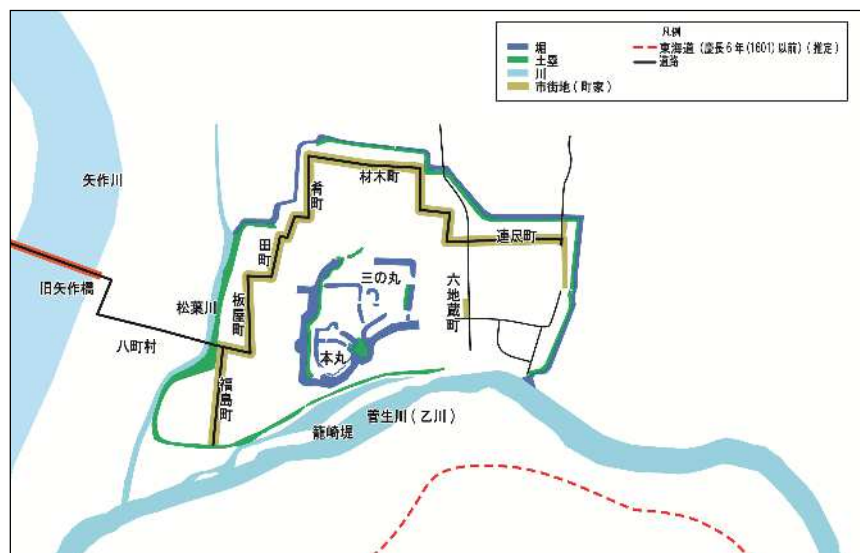 凡例
堀
土塁
川
市街地(町家)
東海道(慶長6年(1601)以前)(推定)
道路
矢作川
旧矢作橋
八町村
松葉川
福島町
板屋町
田町
肴町
材木町
連尺町
六地蔵町
三の丸
本丸
菅生川(乙川)
籠崎堤